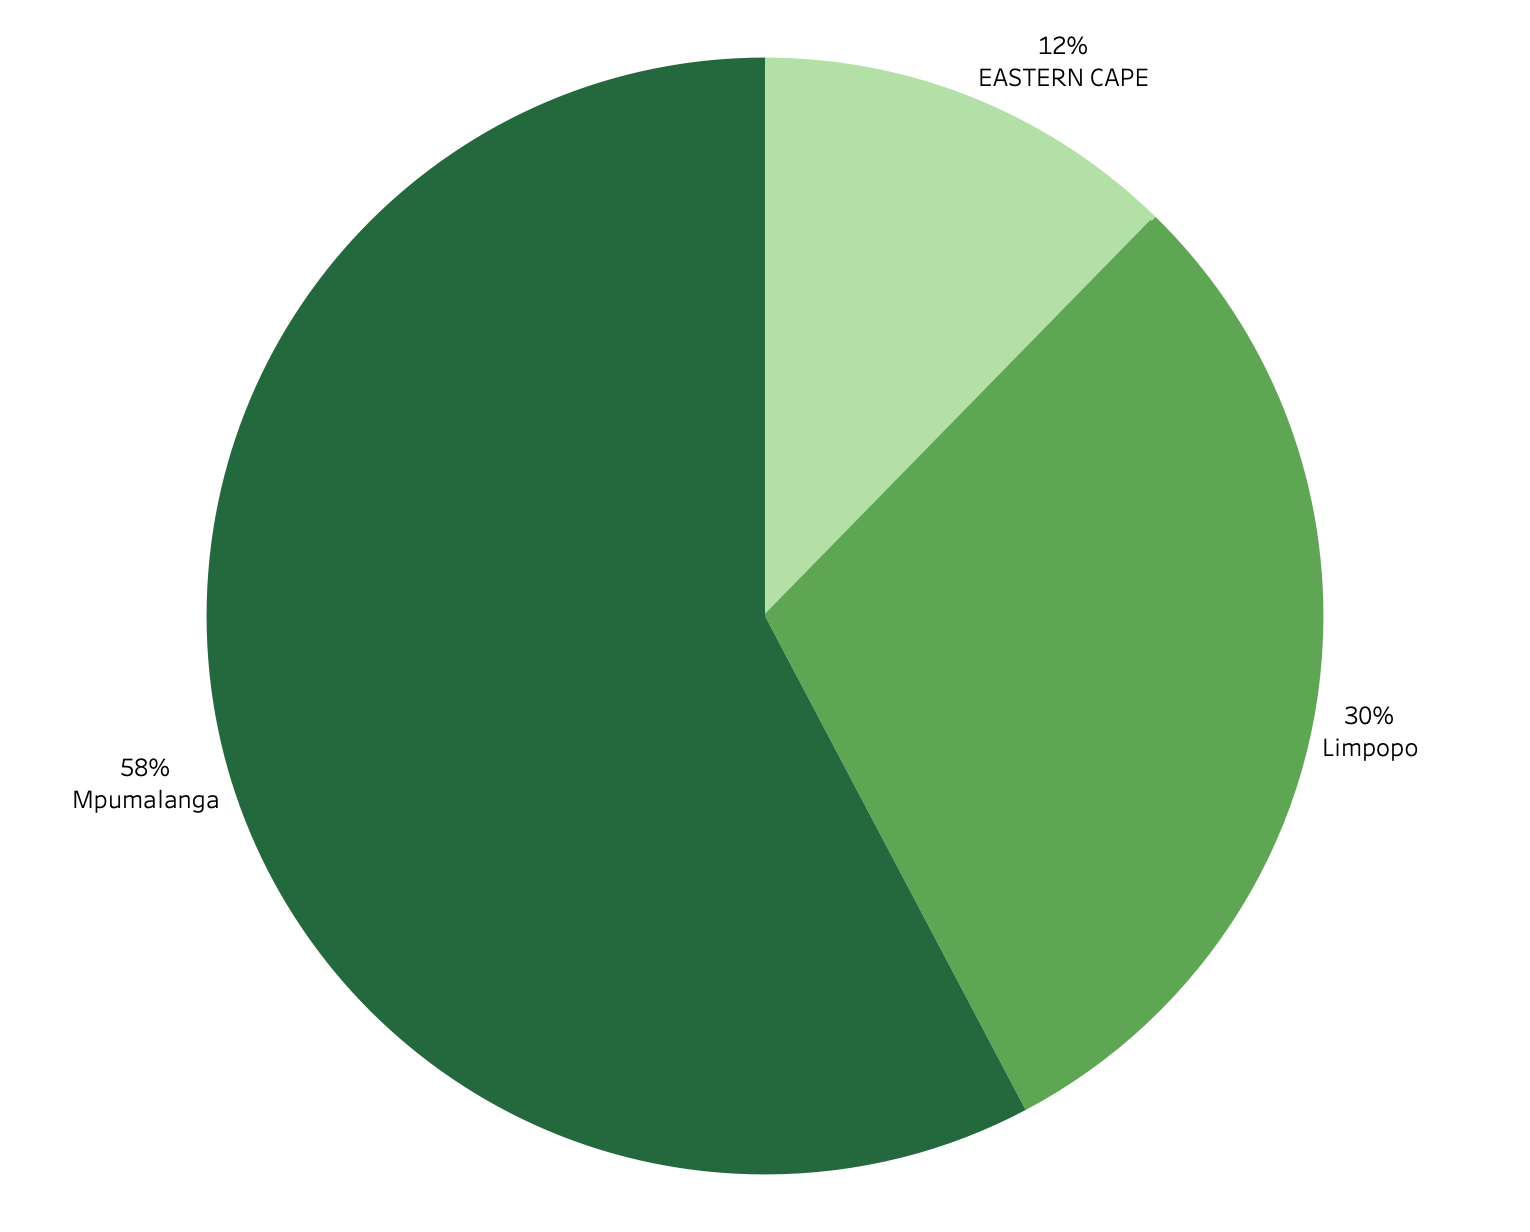 12%
EASTERN CAPE
30%
Limpopo
58%
Mpumalanga